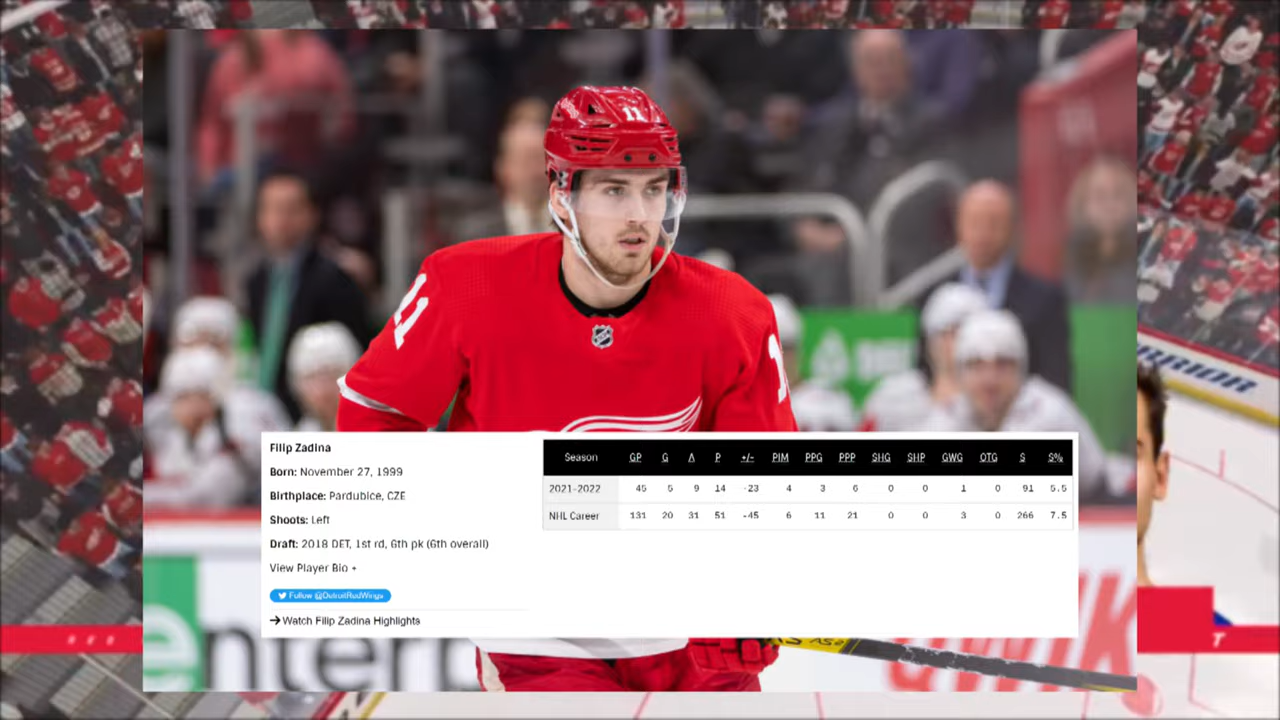 11
11
Filip Zadina
Born: November 27, 1999
Birthplace: Pardubice, CZE
Shoots: Left
Draft: 2018 DET, 1st rd, 6th pk (6th overall)
View Player Bio +
Follow @DetroitRedWings
Watch Filip Zadina Highlights
Season GP G A P +/- PIM PPG PPP SHG SHP GWG OTG S S%
2021-2022 45 5 9 14 -23 4 3 6 0 0 1 0 91 5.5
NHL Career 131 20 31 51 -45 6 11 21 0 0 3 0 266 7.5
enterp